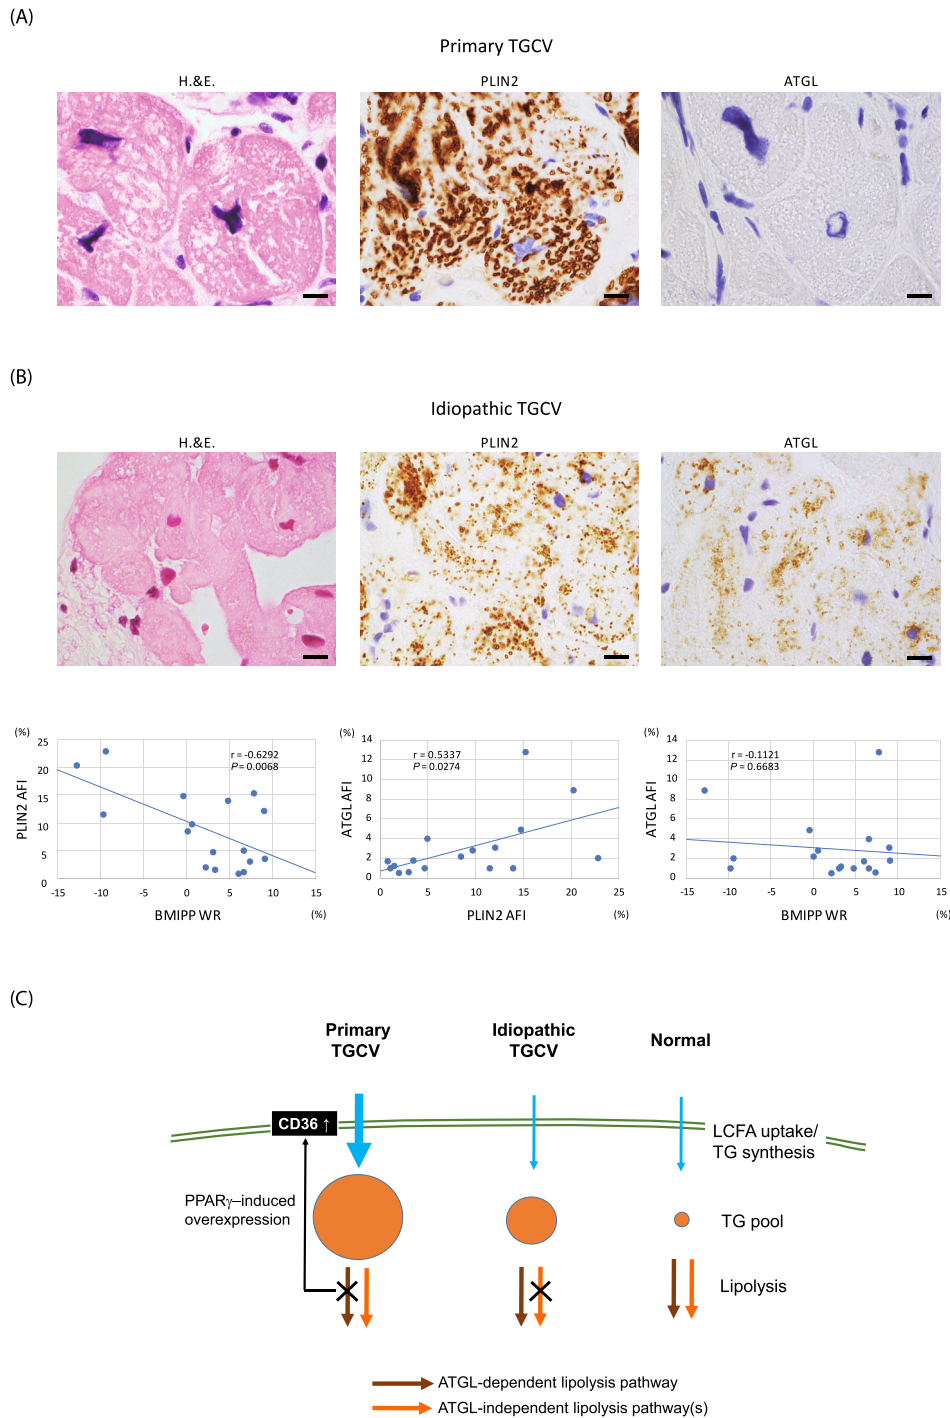 (A)
Primary TGCV
H.&E. PLIN2 ATGL
(B)
Idiopathic TGCV
H.&E. PLIN2 ATGL
(%) (%) (%)
PLIN2 AFI
25
20
15
10
5
0
r = -0.6292
P = 0.0068
-15 -10 -5 0 5 10 15
BMIPP WR (%)
ATGL AFI
14
12
10
8
6
4
2
0
r = 0.5337
P = 0.0274
0 5 10 15 20 25
PLIN2 AFI (%)
ATGL AFI
14
12
10
8
6
4
2
0
r = -0.1121
P = 0.6683
-15 -10 -5 0 5 10 15
BMIPP WR (%)
(C)
Primary
TGCV
Idiopathic
TGCV
Normal
CD36 ↑
LCFA uptake/
TG synthesis
PPARγ–induced
overexpression
TG pool
Lipolysis
ATGL-dependent lipolysis pathway
ATGL-independent lipolysis pathway(s)